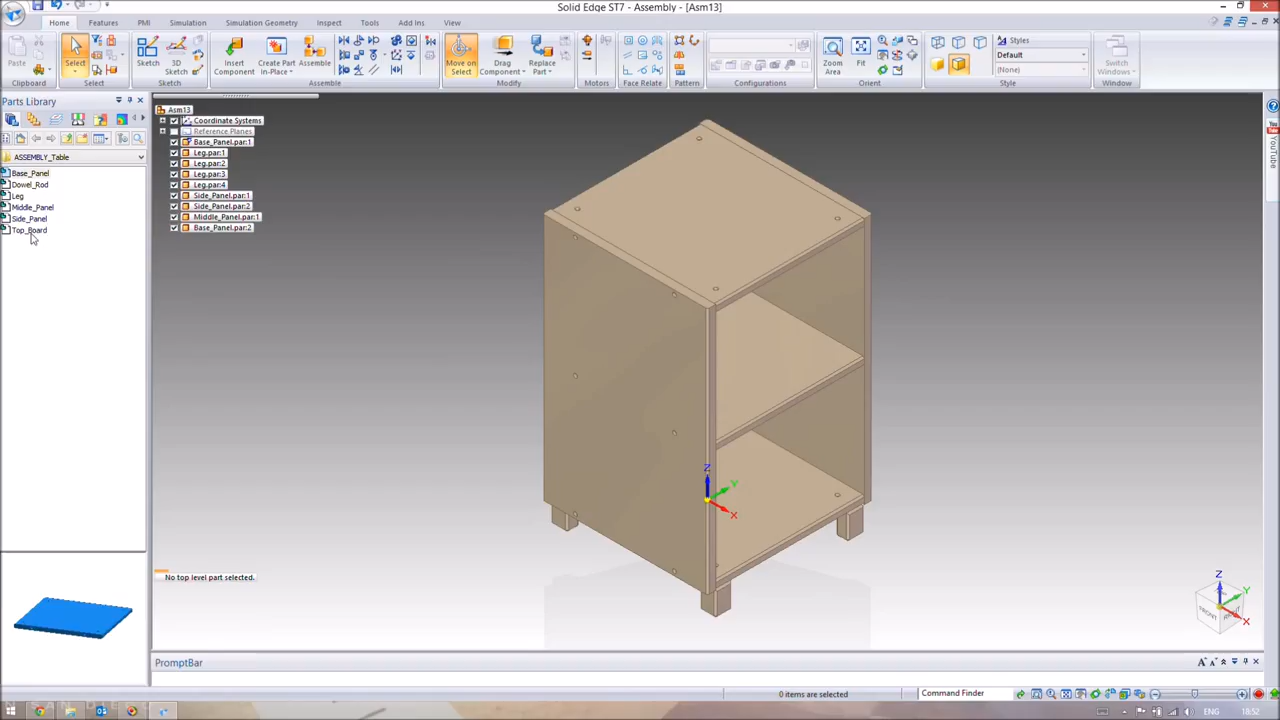 Solid Edge ST7 - Assembly - [Asm13]
Home Features PMI Simulation Simulation Geometry Inspect Tools Add Ins View
Paste
Select
Sketch
3D Sketch
Insert Component
Create Part In-Place
Assemble
Move on Select
Drag Component
Replace Part
Zoom Area
Fit
Styles
Default
(None)
Switch Windows
Clipboard Select Sketch Assemble Modify Motors Face Relate Pattern Configurations Orient Style Window
Parts Library
ASSEMBLY_Table
Base_Panel
Dowel_Rod
Leg
Middle_Panel
Side_Panel
Top_Board
Asm13
Coordinate Systems
Reference Planes
Base_Panel.par:1
Leg.par:1
Leg.par:2
Leg.par:3
Leg.par:4
Side_Panel.par:1
Side_Panel.par:2
Middle_Panel.par:1
Base_Panel.par:2
YouTube
Z
Y
X
No top level part selected.
Z
Y
X
FRONT
PromptBar
0 items are selected
Command Finder
ENG 18:52